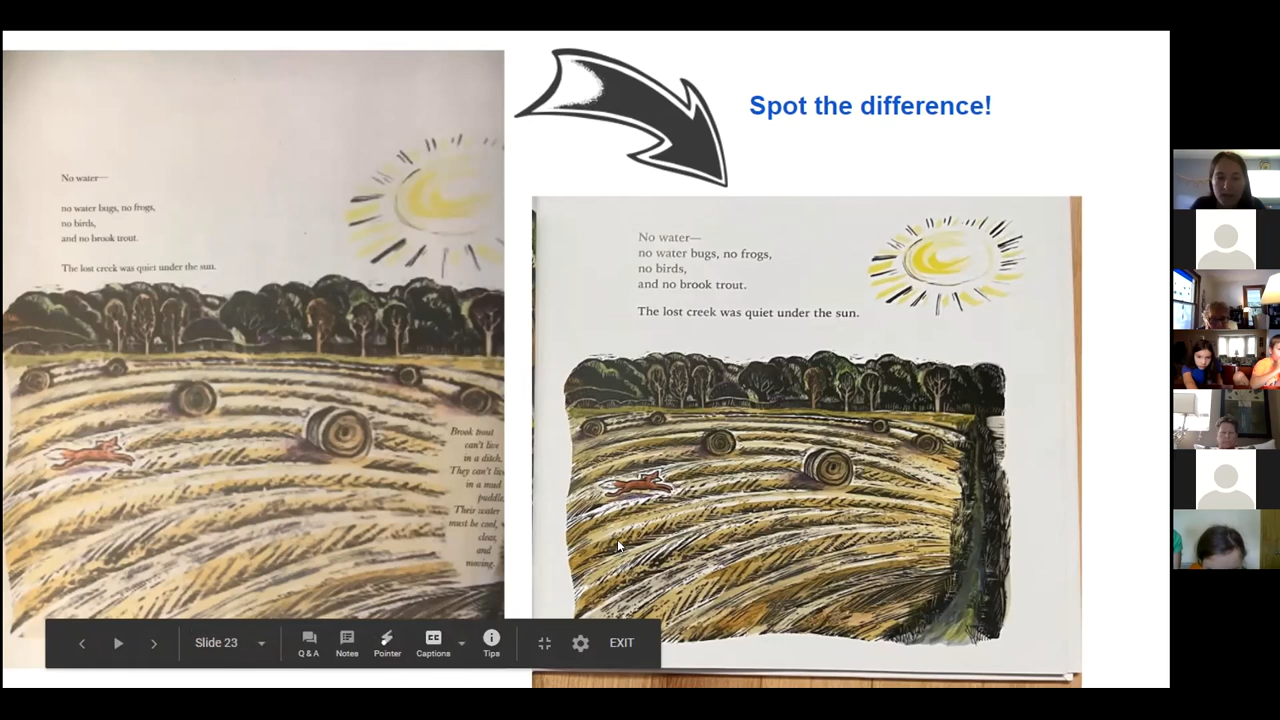 No water—
no water bugs, no frogs,
no birds,
and no brook trout.
The lost creek was quiet under the sun.
Brook trout
can't live
in a ditch.
They can't live
in a mud
puddle.
Their water
must be cool,
clear,
and
moving.
Spot the difference!
No water—
no water bugs, no frogs,
no birds,
and no brook trout.
The lost creek was quiet under the sun.
Slide 23
Q & A
Notes
Pointer
CC
Captions
Tips
EXIT